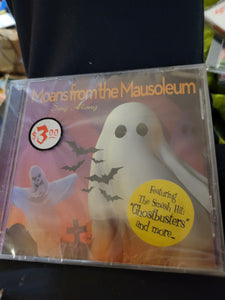 Moans from the Mausoleum
Sing Along
$3.00
Featuring
The Smash Hit:
"Ghostbusters"
and more...